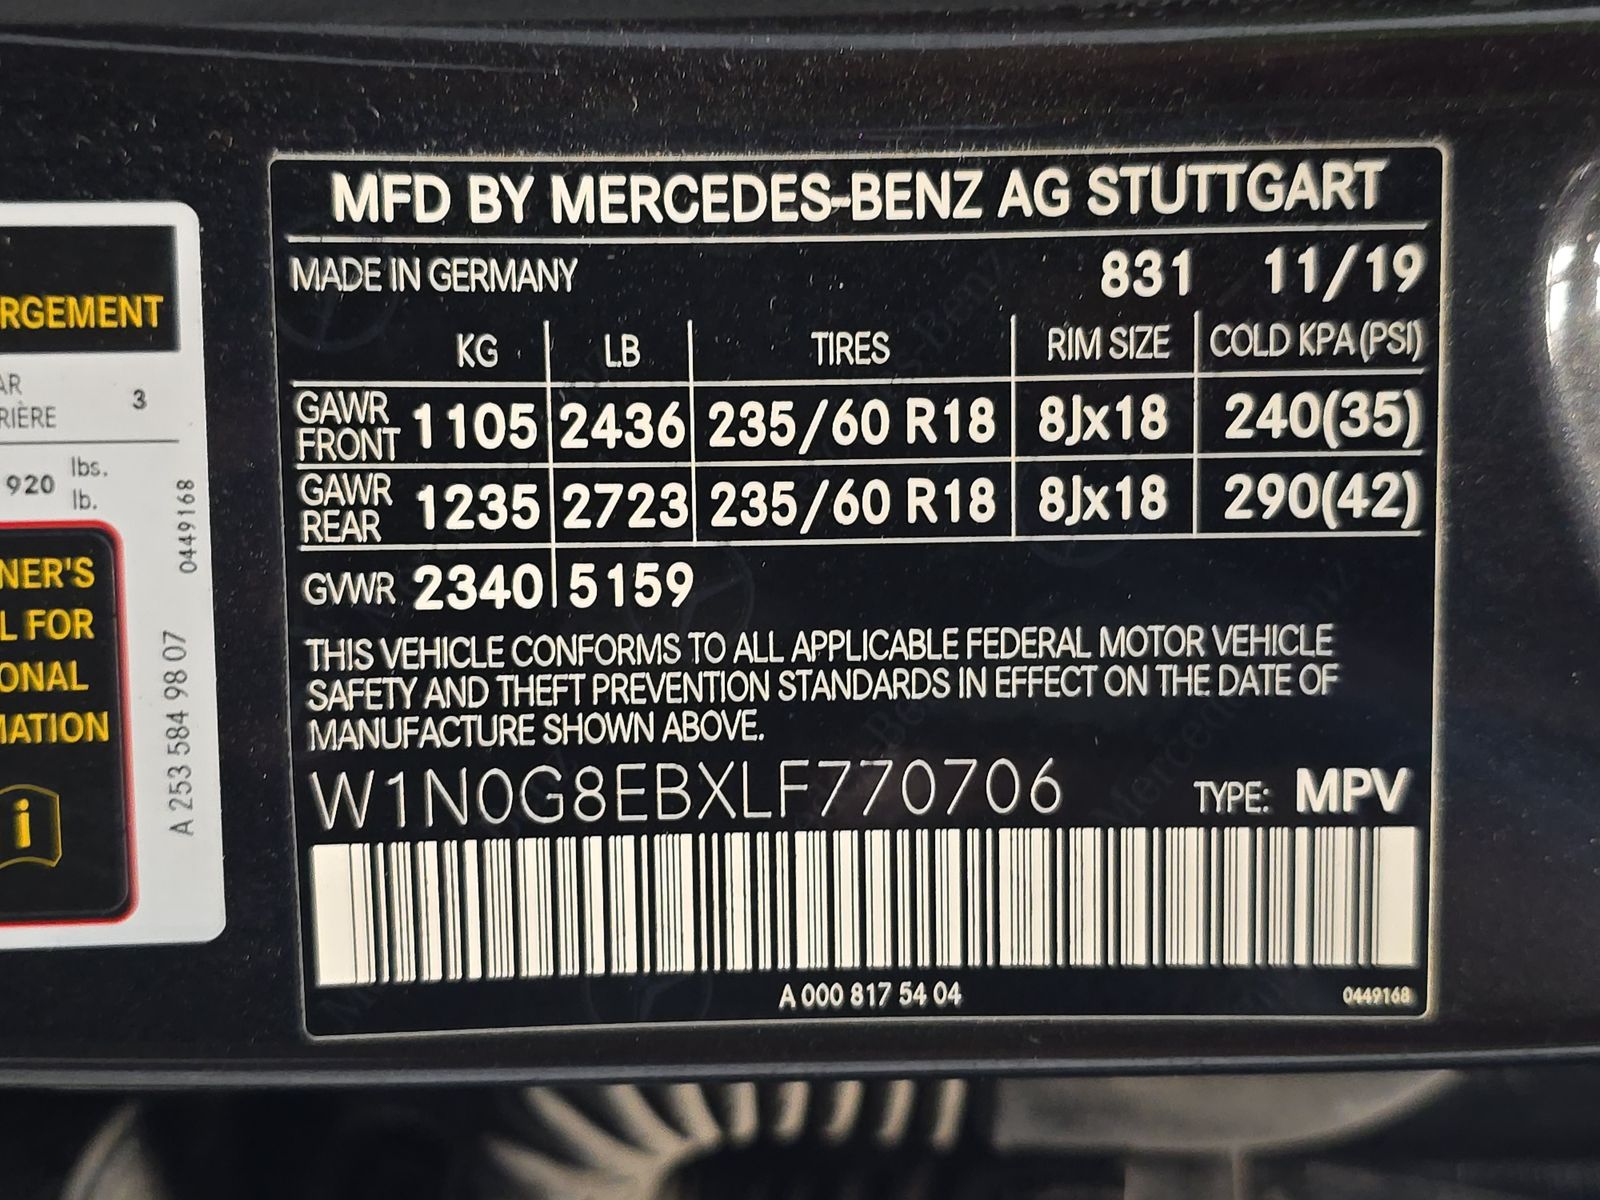 MFD BY MERCEDES-BENZ AG STUTTGART
MADE IN GERMANY 831 11/19
KG LB TIRES RIM SIZE COLD KPA(PSI)
GAWR FRONT 1105 2436 235/60 R18 8Jx18 240(35)
GAWR REAR 1235 2723 235/60 R18 8Jx18 290(42)
GVWR 2340 5159
THIS VEHICLE CONFORMS TO ALL APPLICABLE FEDERAL MOTOR VEHICLE
SAFETY AND THEFT PREVENTION STANDARDS IN EFFECT ON THE DATE OF
MANUFACTURE SHOWN ABOVE.
W1N0G8EBXLF770706 TYPE: MPV
A 000 817 54 04 0449168
RGEMENT
AR
RIÈRE 3
920 lbs.
lb.
NER'S
L FOR
ONAL
MATION
i
A 253 584 98 07 0449168